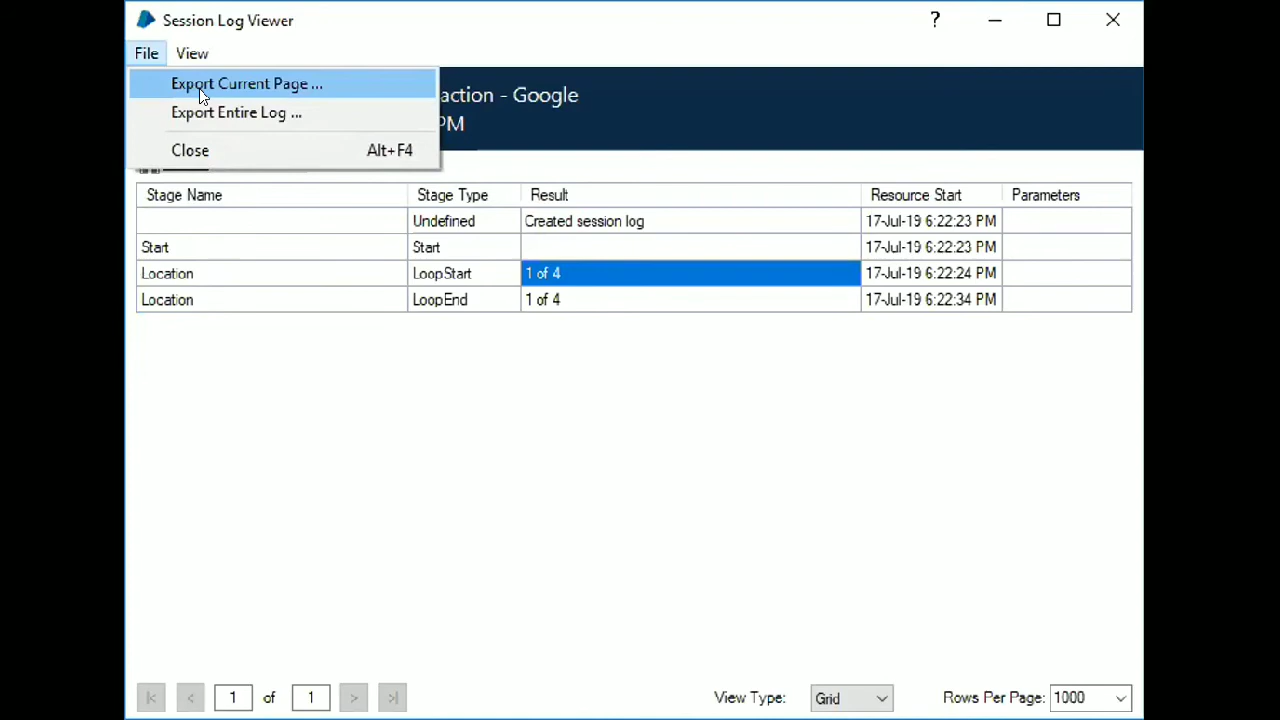 Session Log Viewer
?
File View
Export Current Page ...
Export Entire Log ...
Close Alt+F4
action - Google
PM
Stage Name Stage Type Result Resource Start Parameters
Undefined Created session log 17-Jul-19 6:22:23 PM
Start Start 17-Jul-19 6:22:23 PM
Location LoopStart 1 of 4 17-Jul-19 6:22:24 PM
Location LoopEnd 1 of 4 17-Jul-19 6:22:34 PM
1 of 1 View Type: Grid Rows Per Page: 1000